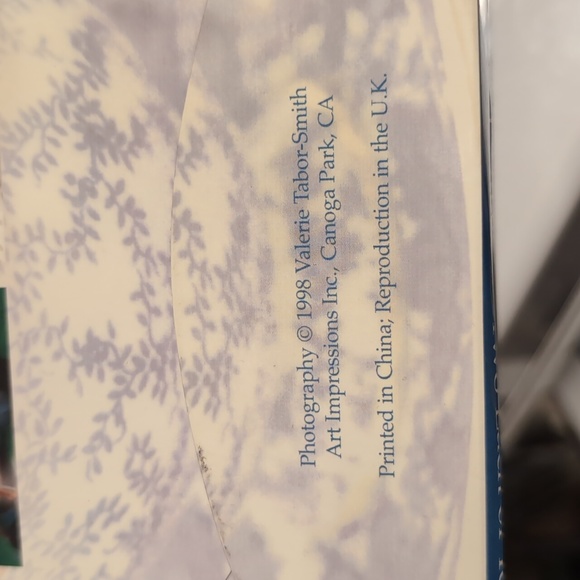 Photography © 1998 Valerie Tabor-Smith
Art Impressions Inc., Canoga Park, CA
Printed in China; Reproduction in the U.K.